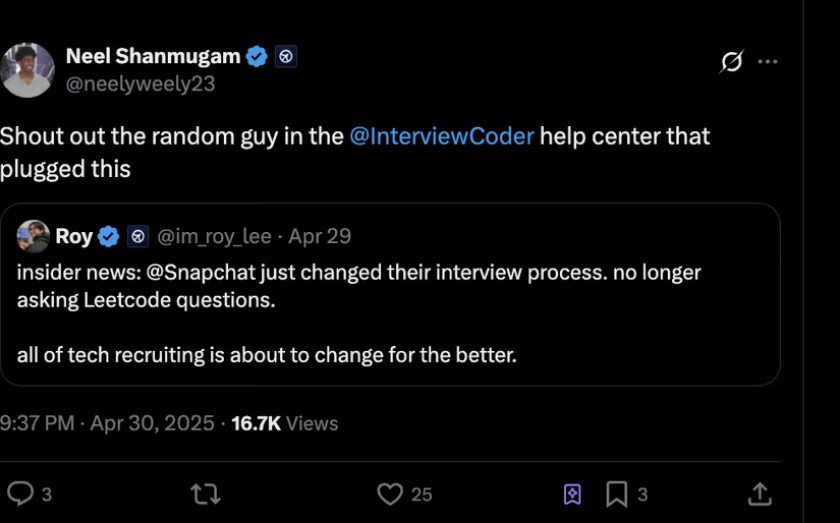 Neel Shanmugam
@neelyweely23
Shout out the random guy in the @InterviewCoder help center that
plugged this
Roy @im_roy_lee · Apr 29
insider news: @Snapchat just changed their interview process. no longer
asking Leetcode questions.
all of tech recruiting is about to change for the better.
9:37 PM · Apr 30, 2025 · 16.7K Views
3 25 3